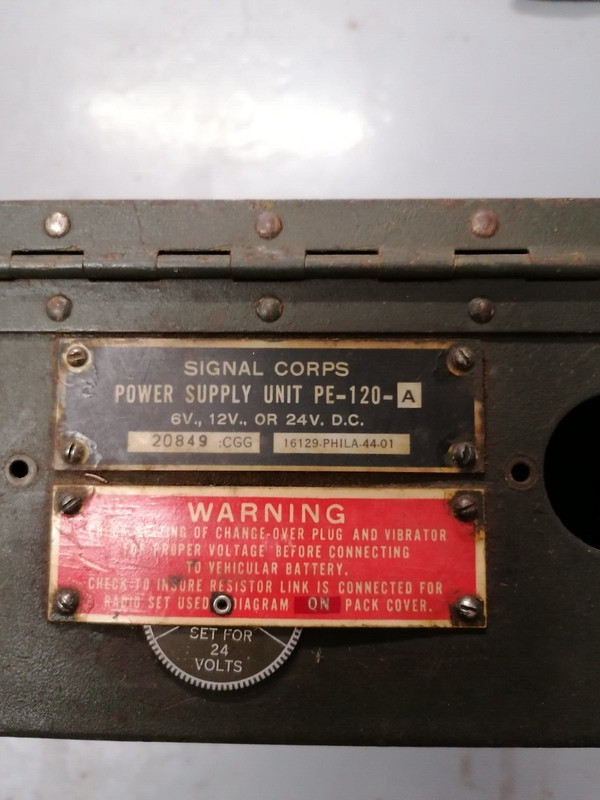 SIGNAL CORPS
POWER SUPPLY UNIT PE-120-A
6V., 12V., OR 24V. D.C.
20849 :CGG 16129-PHILA-44-01
WARNING
SETTING OF CHANGE-OVER PLUG AND VIBRATOR
FOR PROPER VOLTAGE BEFORE CONNECTING
TO VEHICULAR BATTERY.
CHECK TO INSURE RESISTOR LINK IS CONNECTED FOR
RADIO SET USED DIAGRAM ON PACK COVER.
SET FOR
24
VOLTS